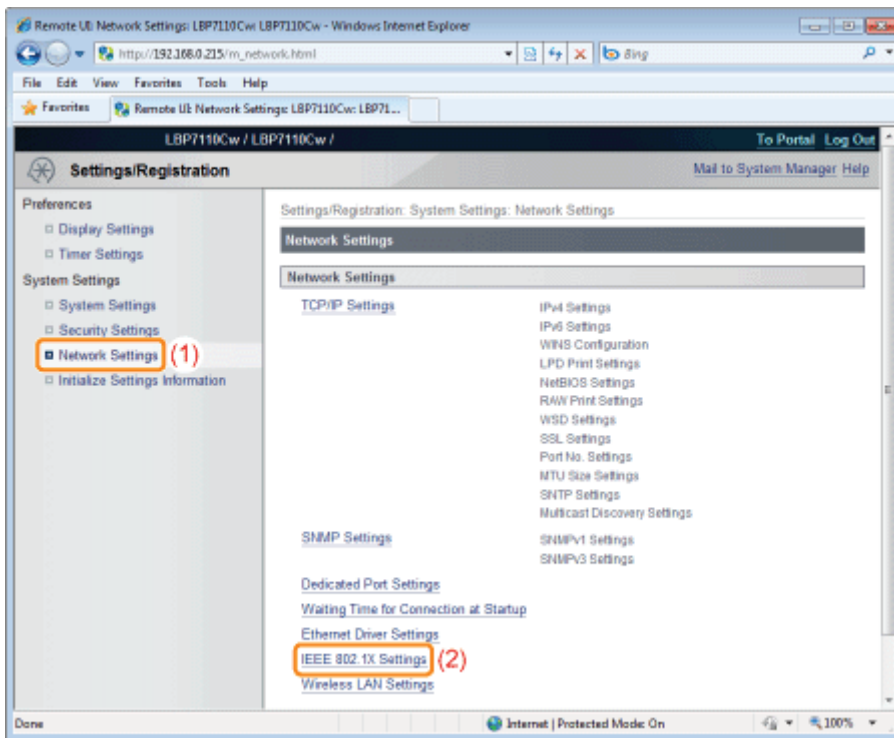 Remote UI: Network Settings: LBP7110Cw: LBP7110Cw - Windows Internet Explorer
http://192.168.0.215/m_network.html
Bing
File Edit View Favorites Tools Help
Favorites
Remote UI: Network Settings: LBP7110Cw: LBP71...
LBP7110Cw / LBP7110Cw /
To Portal Log Out
Settings/Registration
Mail to System Manager Help
Preferences
Display Settings
Timer Settings
System Settings
System Settings
Security Settings
Network Settings (1)
Initialize Settings Information
Settings/Registration: System Settings: Network Settings
Network Settings
Network Settings
TCP/IP Settings
IPv4 Settings
IPv6 Settings
WINS Configuration
LPD Print Settings
NetBIOS Settings
RAW Print Settings
WSD Settings
SSL Settings
Port No. Settings
MTU Size Settings
SNTP Settings
Multicast Discovery Settings
SNMP Settings
SNMPv1 Settings
SNMPv3 Settings
Dedicated Port Settings
Waiting Time for Connection at Startup
Ethernet Driver Settings
IEEE 802.1X Settings (2)
Wireless LAN Settings
Done
Internet | Protected Mode: On
100%